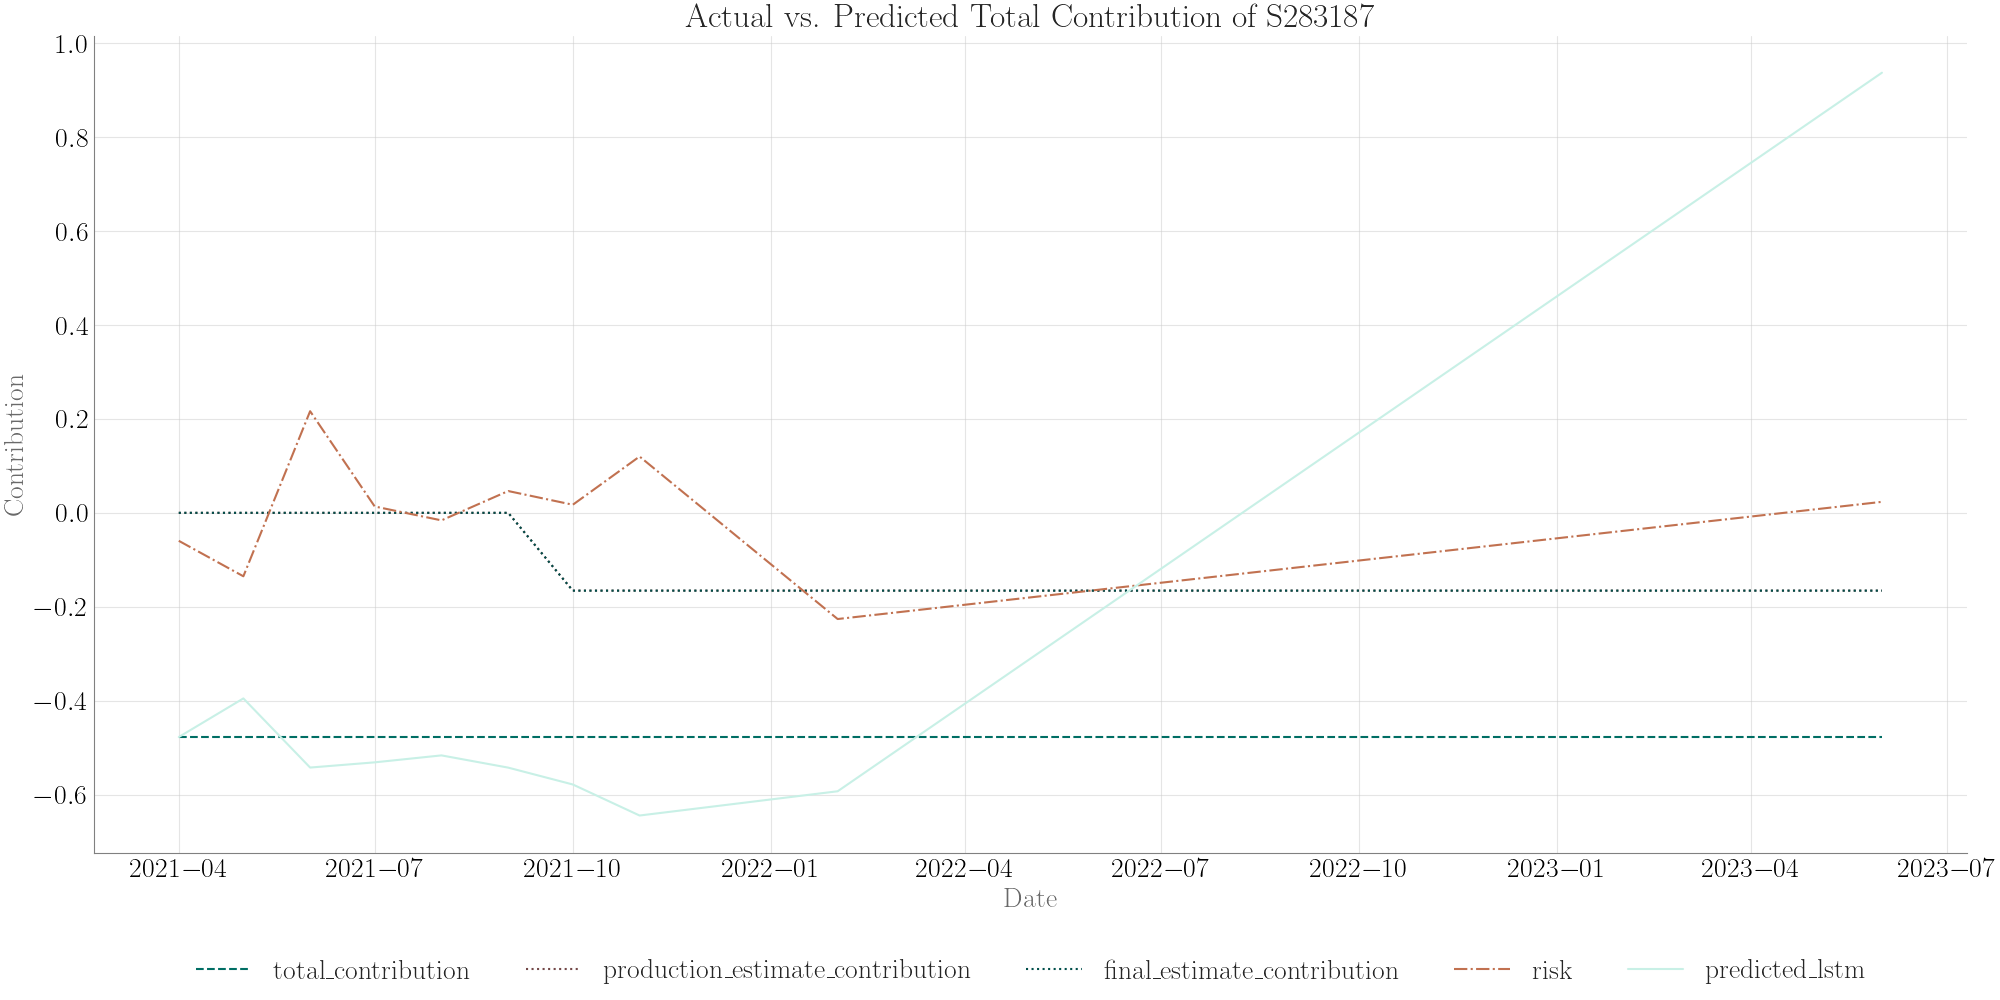 Actual vs. Predicted Total Contribution of S283187
1.0
0.8
0.6
0.4
0.2
0.0
−0.2
−0.4
−0.6
Contribution
2021−04 2021−07 2021−10 2022−01 2022−04 2022−07 2022−10 2023−01 2023−04 2023−07
Date
total_contribution production_estimate_contribution final_estimate_contribution risk predicted_lstm